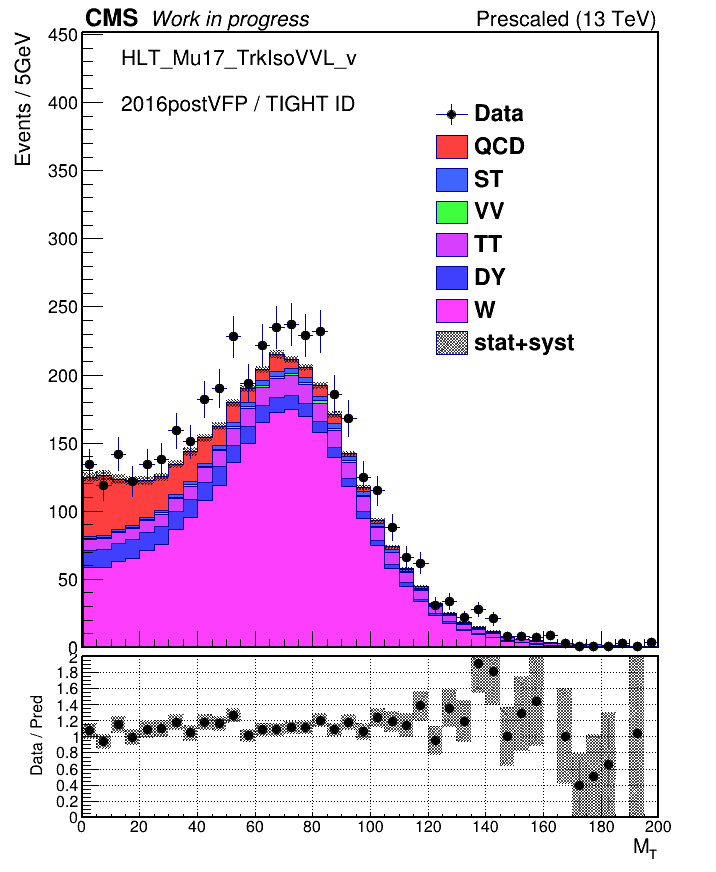 CMS Work in progress Prescaled (13 TeV)
Events / 5GeV
450
400
350
300
250
200
150
100
50
0
HLT_Mu17_TrkIsoVVL_v
2016postVFP / TIGHT ID
Data
QCD
ST
VV
TT
DY
W
stat+syst
Data / Pred
2
1.8
1.6
1.4
1.2
1
0.8
0.6
0.4
0.2
0
0 20 40 60 80 100 120 140 160 180 200
M_T